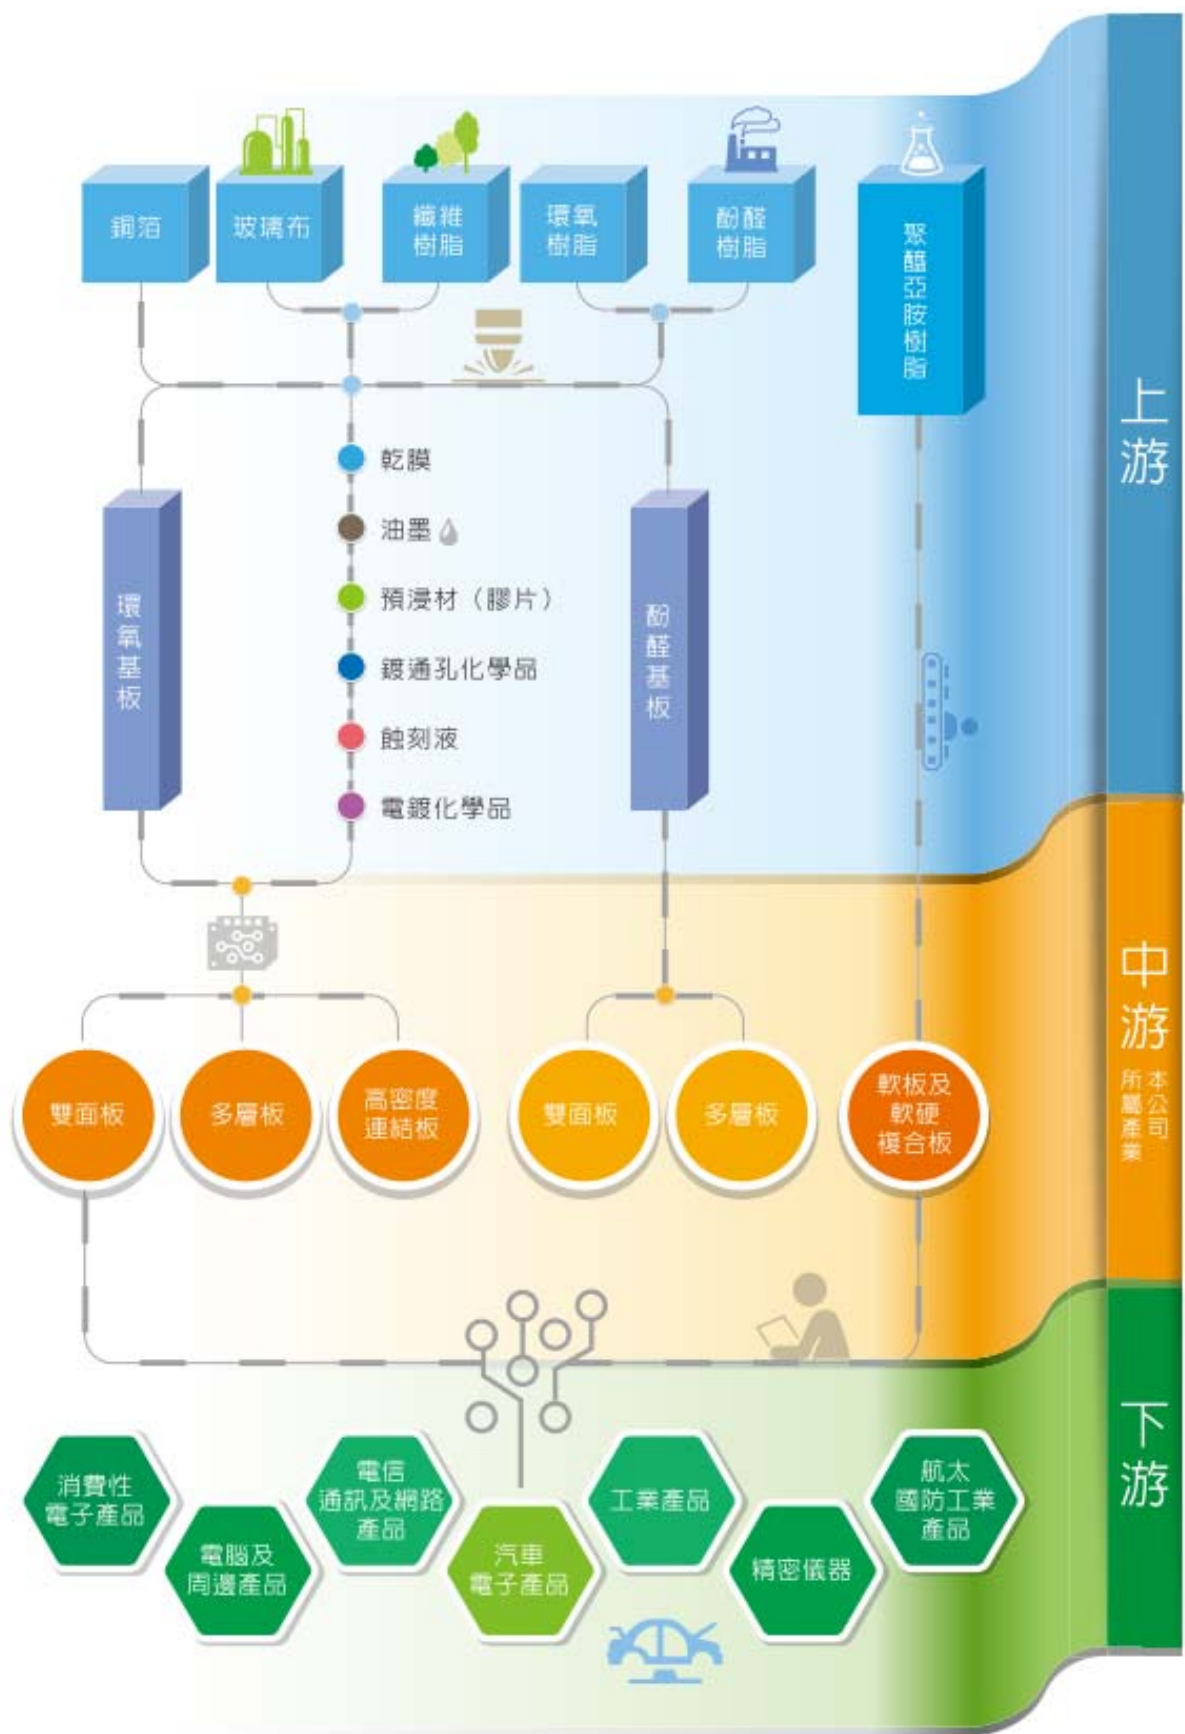 銅箔
玻璃布
纖維
樹脂
環氧
樹脂
酚醛
樹脂
聚醯亞胺樹脂
上游
乾膜
油墨
預浸材（膠片）
鍍通孔化學品
蝕刻液
電鍍化學品
環氧基板
酚醛基板
中游
本公司
所屬產業
雙面板
多層板
高密度
連結板
雙面板
多層板
軟板及
軟硬
複合板
下游
消費性
電子產品
電腦及
周邊產品
電信
通訊及網路
產品
汽車
電子產品
工業產品
精密儀器
航太
國防工業
產品